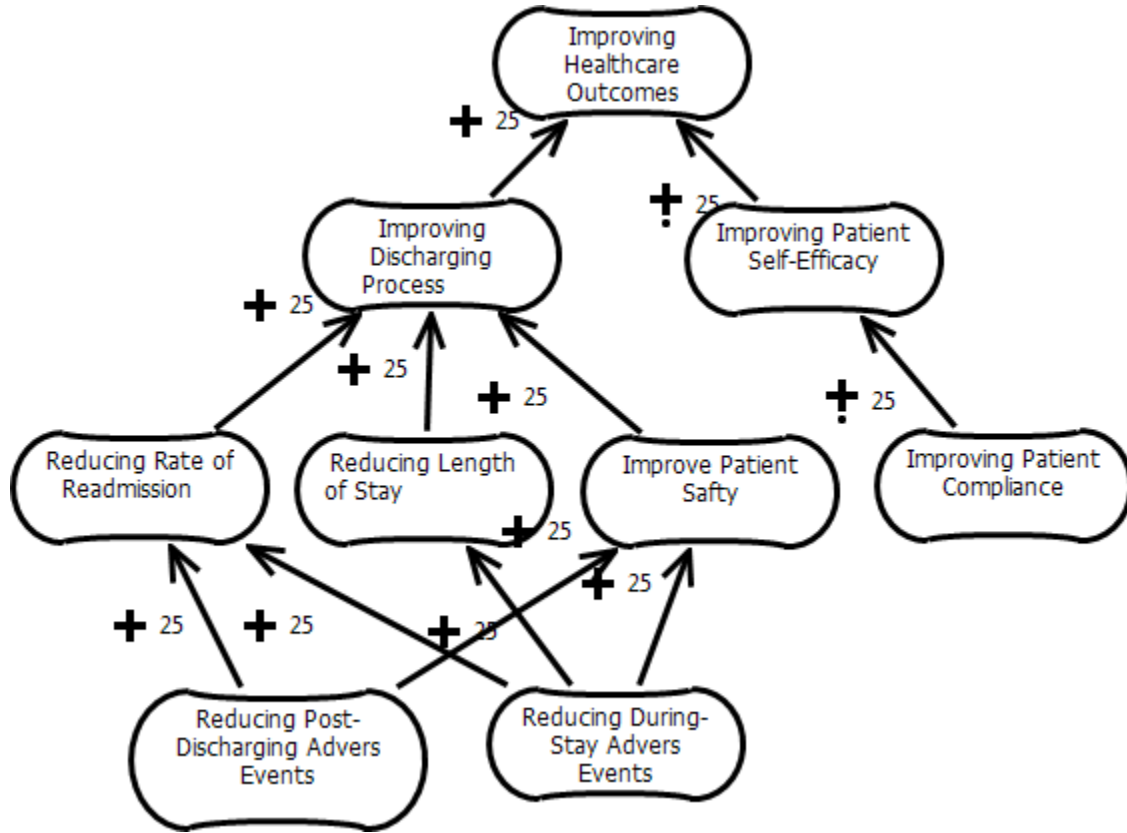 Improving
Healthcare
Outcomes
+ 25
+ 25
Improving
Discharging
Process
Improving Patient
Self-Efficacy
+ 25
+ 25
+ 25
+ 25
Reducing Rate of
Readmission
Reducing Length
of Stay
Improve Patient
Safty
Improving Patient
Compliance
+ 25
+ 25
+ 25
+ 25
+ 25
Reducing Post-
Discharging Advers
Events
Reducing During-
Stay Advers
Events